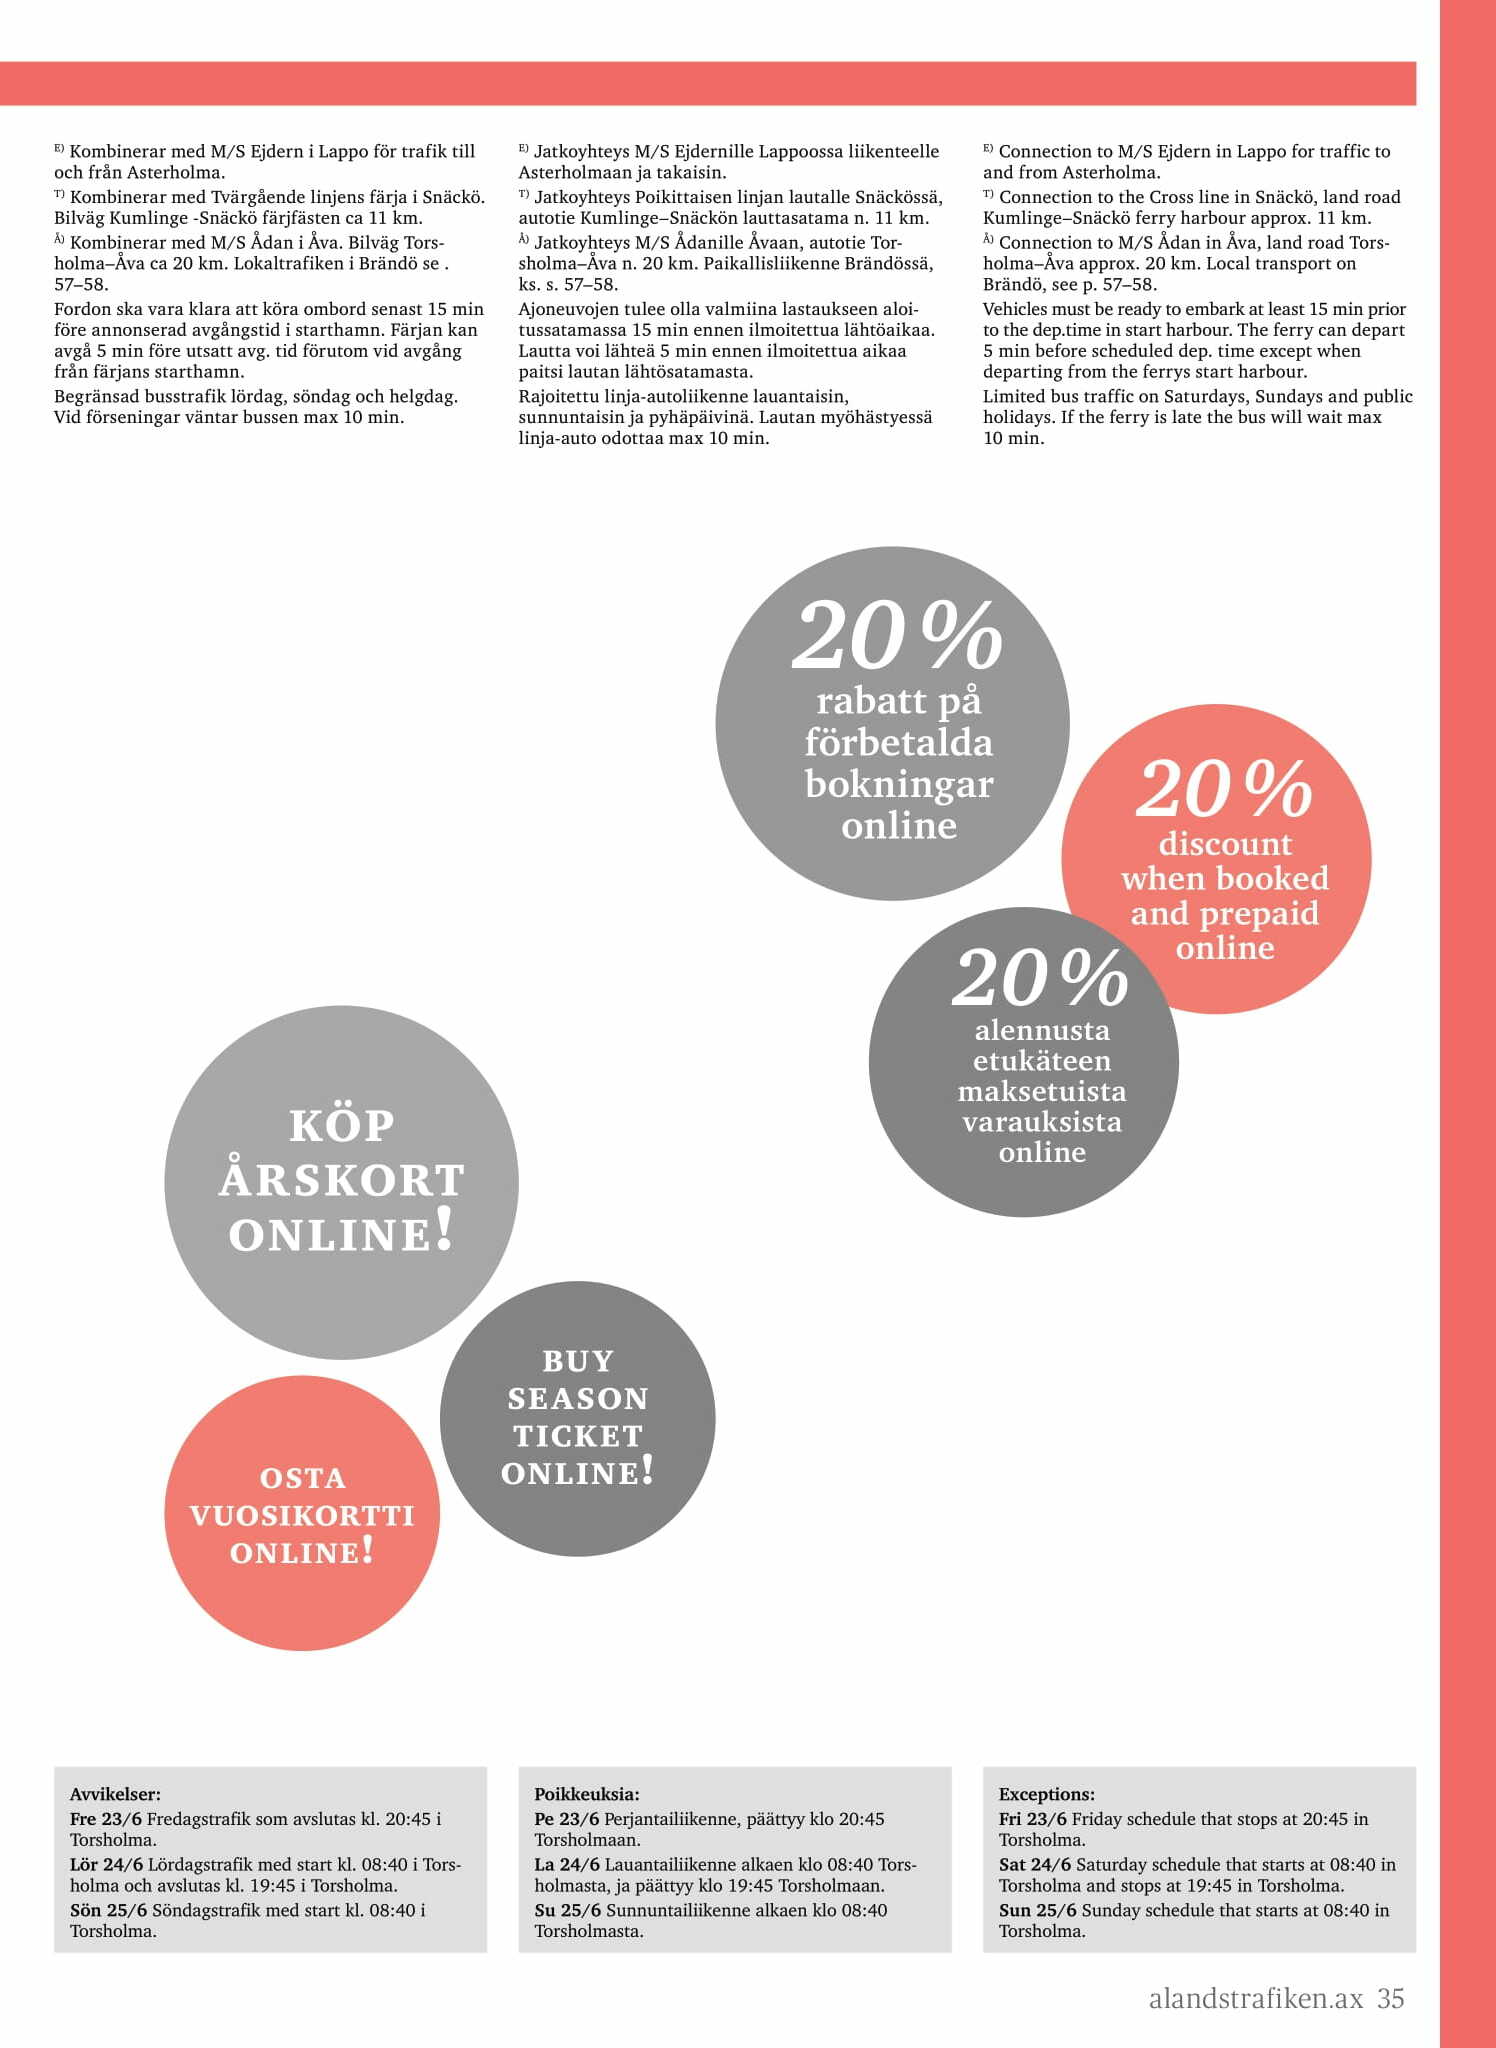 E) Kombinerar med M/S Ejdern i Lappo för trafik till
och från Asterholma.
T) Kombinerar med Tvärgående linjens färja i Snäckö.
Bilväg Kumlinge -Snäckö färjfästen ca 11 km.
Å) Kombinerar med M/S Ådan i Åva. Bilväg Tors-
holma–Åva ca 20 km. Lokaltrafiken i Brändö se .
57–58.
Fordon ska vara klara att köra ombord senast 15 min
före annonserad avgångstid i starthamn. Färjan kan
avgå 5 min före utsatt avg. tid förutom vid avgång
från färjans starthamn.
Begränsad busstrafik lördag, söndag och helgdag.
Vid förseningar väntar bussen max 10 min.
E) Jatkoyhteys M/S Ejdernille Lappoossa liikenteelle
Asterholmaan ja takaisin.
T) Jatkoyhteys Poikittaisen linjan lautalle Snäckössä,
autotie Kumlinge–Snäckön lauttasatama n. 11 km.
Å) Jatkoyhteys M/S Ådanille Åvaan, autotie Tor-
sholma–Åva n. 20 km. Paikallisliikenne Brändössä,
ks. s. 57–58.
Ajoneuvojen tulee olla valmiina lastaukseen aloi-
tussatamassa 15 min ennen ilmoitettua lähtöaikaa.
Lautta voi lähteä 5 min ennen ilmoitettua aikaa
paitsi lautan lähtösatamasta.
Rajoitettu linja-autoliikenne lauantaisin,
sunnuntaisin ja pyhäpäivinä. Lautan myöhästyessä
linja-auto odottaa max 10 min.
E) Connection to M/S Ejdern in Lappo for traffic to
and from Asterholma.
T) Connection to the Cross line in Snäckö, land road
Kumlinge–Snäckö ferry harbour approx. 11 km.
Å) Connection to M/S Ådan in Åva, land road Tors-
holma–Åva approx. 20 km. Local transport on
Brändö, see p. 57–58.
Vehicles must be ready to embark at least 15 min prior
to the dep.time in start harbour. The ferry can depart
5 min before scheduled dep. time except when
departing from the ferrys start harbour.
Limited bus traffic on Saturdays, Sundays and public
holidays. If the ferry is late the bus will wait max
10 min.
20 %
rabatt på
förbetalda
bokningar
online
20 %
discount
when booked
and prepaid
online
20 %
alennusta
etukäteen
maksetuista
varauksista
online
KÖP
ÅRSKORT
ONLINE!
BUY
SEASON
TICKET
ONLINE!
OSTA
VUOSIKORTTI
ONLINE!
Avvikelser:
Fre 23/6 Fredagstrafik som avslutas kl. 20:45 i
Torsholma.
Lör 24/6 Lördagstrafik med start kl. 08:40 i Tors-
holma och avslutas kl. 19:45 i Torsholma.
Sön 25/6 Söndagstrafik med start kl. 08:40 i
Torsholma.
Poikkeuksia:
Pe 23/6 Perjantailiikenne, päättyy klo 20:45
Torsholmaan.
La 24/6 Lauantailiikenne alkaen klo 08:40 Tors-
holmasta, ja päättyy klo 19:45 Torsholmaan.
Su 25/6 Sunnuntailiikenne alkaen klo 08:40
Torsholmasta.
Exceptions:
Fri 23/6 Friday schedule that stops at 20:45 in
Torsholma.
Sat 24/6 Saturday schedule that starts at 08:40 in
Torsholma and stops at 19:45 in Torsholma.
Sun 25/6 Sunday schedule that starts at 08:40 in
Torsholma.
alandstrafiken.ax 35